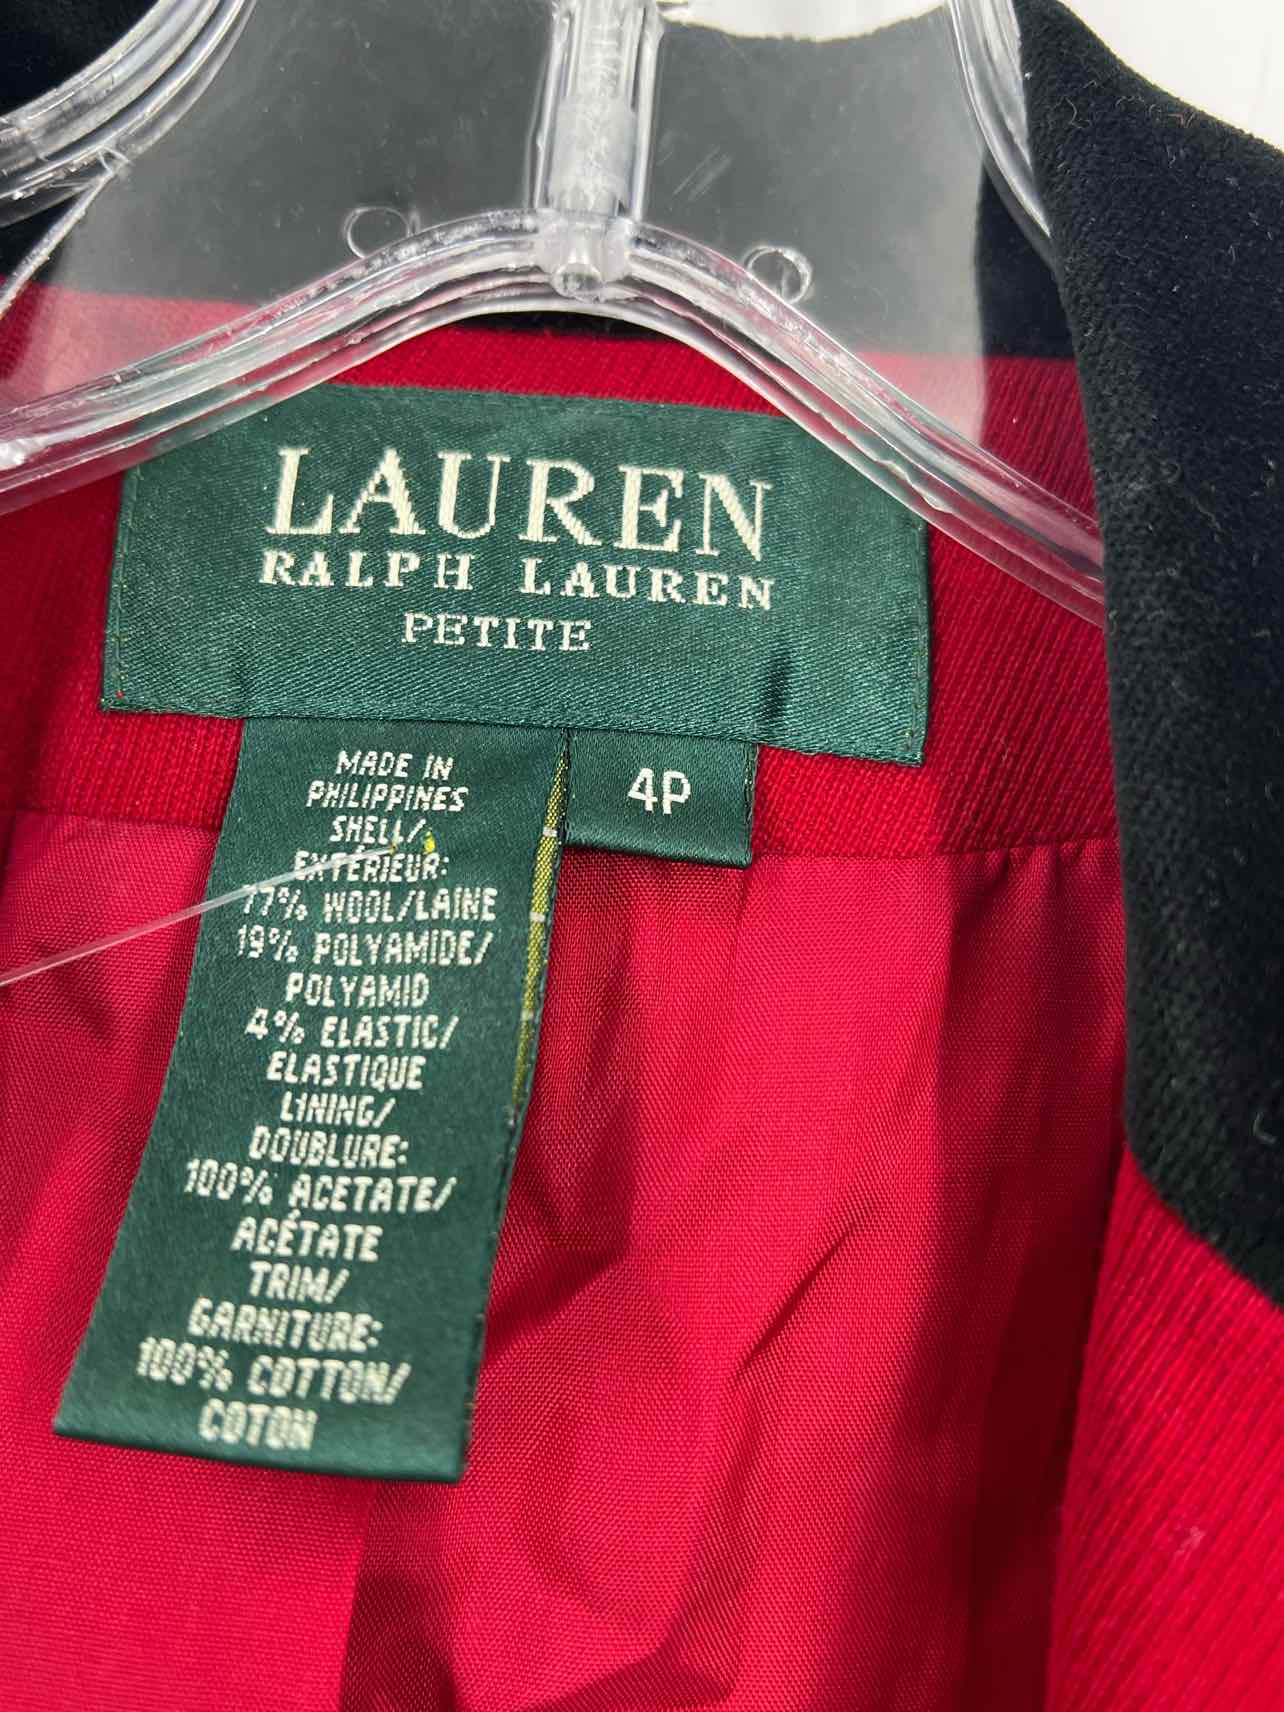 LAUREN
RALPH LAUREN
PETITE
4P
MADE IN
PHILIPPINES
SHELL/
EXTÉRIEUR:
77% WOOL/LAINE
19% POLYAMIDE/
POLYAMID
4% ELASTIC/
ELASTIQUE
LINING/
DOUBLURE:
100% ACETATE/
ACÉTATE
TRIM/
GARNITURE:
100% COTTON/
COTON